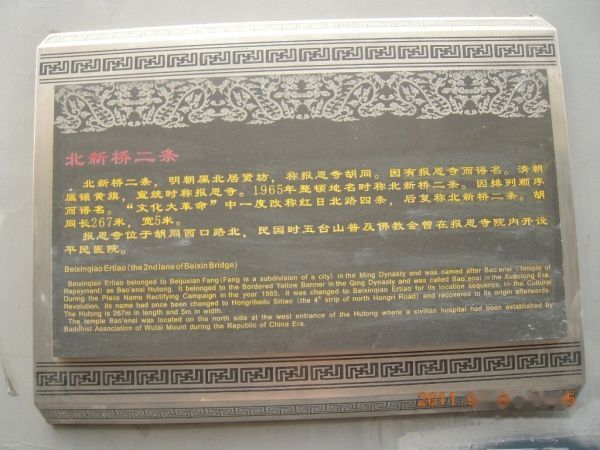 北新桥二条
北新桥二条，明朝属北居贤坊，称报恩寺胡同。因有报恩寺而得名。清朝
属镶黄旗，宣统时称报恩寺。1965年整顿地名时称北新桥二条。因排列顺序
而得名。“文化大革命”中一度改称红日北路四条，后复称北新桥二条。胡
同长267米，宽5米。
报恩寺位于胡同西口路北，民国时五台山普及佛教会曾在报恩寺院内开设
平民医院。
Beixinqiao Ertiao (the 2nd lane of Beixin Bridge)
Beixinqiao Ertiao belonged to Beijuxian Fang (Fang is a subdivision of a city) in the Ming Dynasty and was named after Bao'ensi (Temple of
Repayment) as Bao'ensi Hutong. It belonged to the Bordered Yellow Banner in the Qing Dynasty and was called Bao'ensi in the Xuantong Era.
During the Place Name Rectifying Campaign in the year 1965, it was changed to Beixinqiao Ertiao for its location sequence. In the Cultural
Revolution, its name had once been changed to Hongribeilu Sitiao (the 4th strip of north Hongri Road) and recovered to its origin afterwards.
The Hutong is 267m in length and 5m in width.
The temple Bao'ensi was located on the north side at the west entrance of the Hutong where a civilian hospital had been established by
Buddhist Association of Wutai Mount during the Republic of China Era.
2011
5